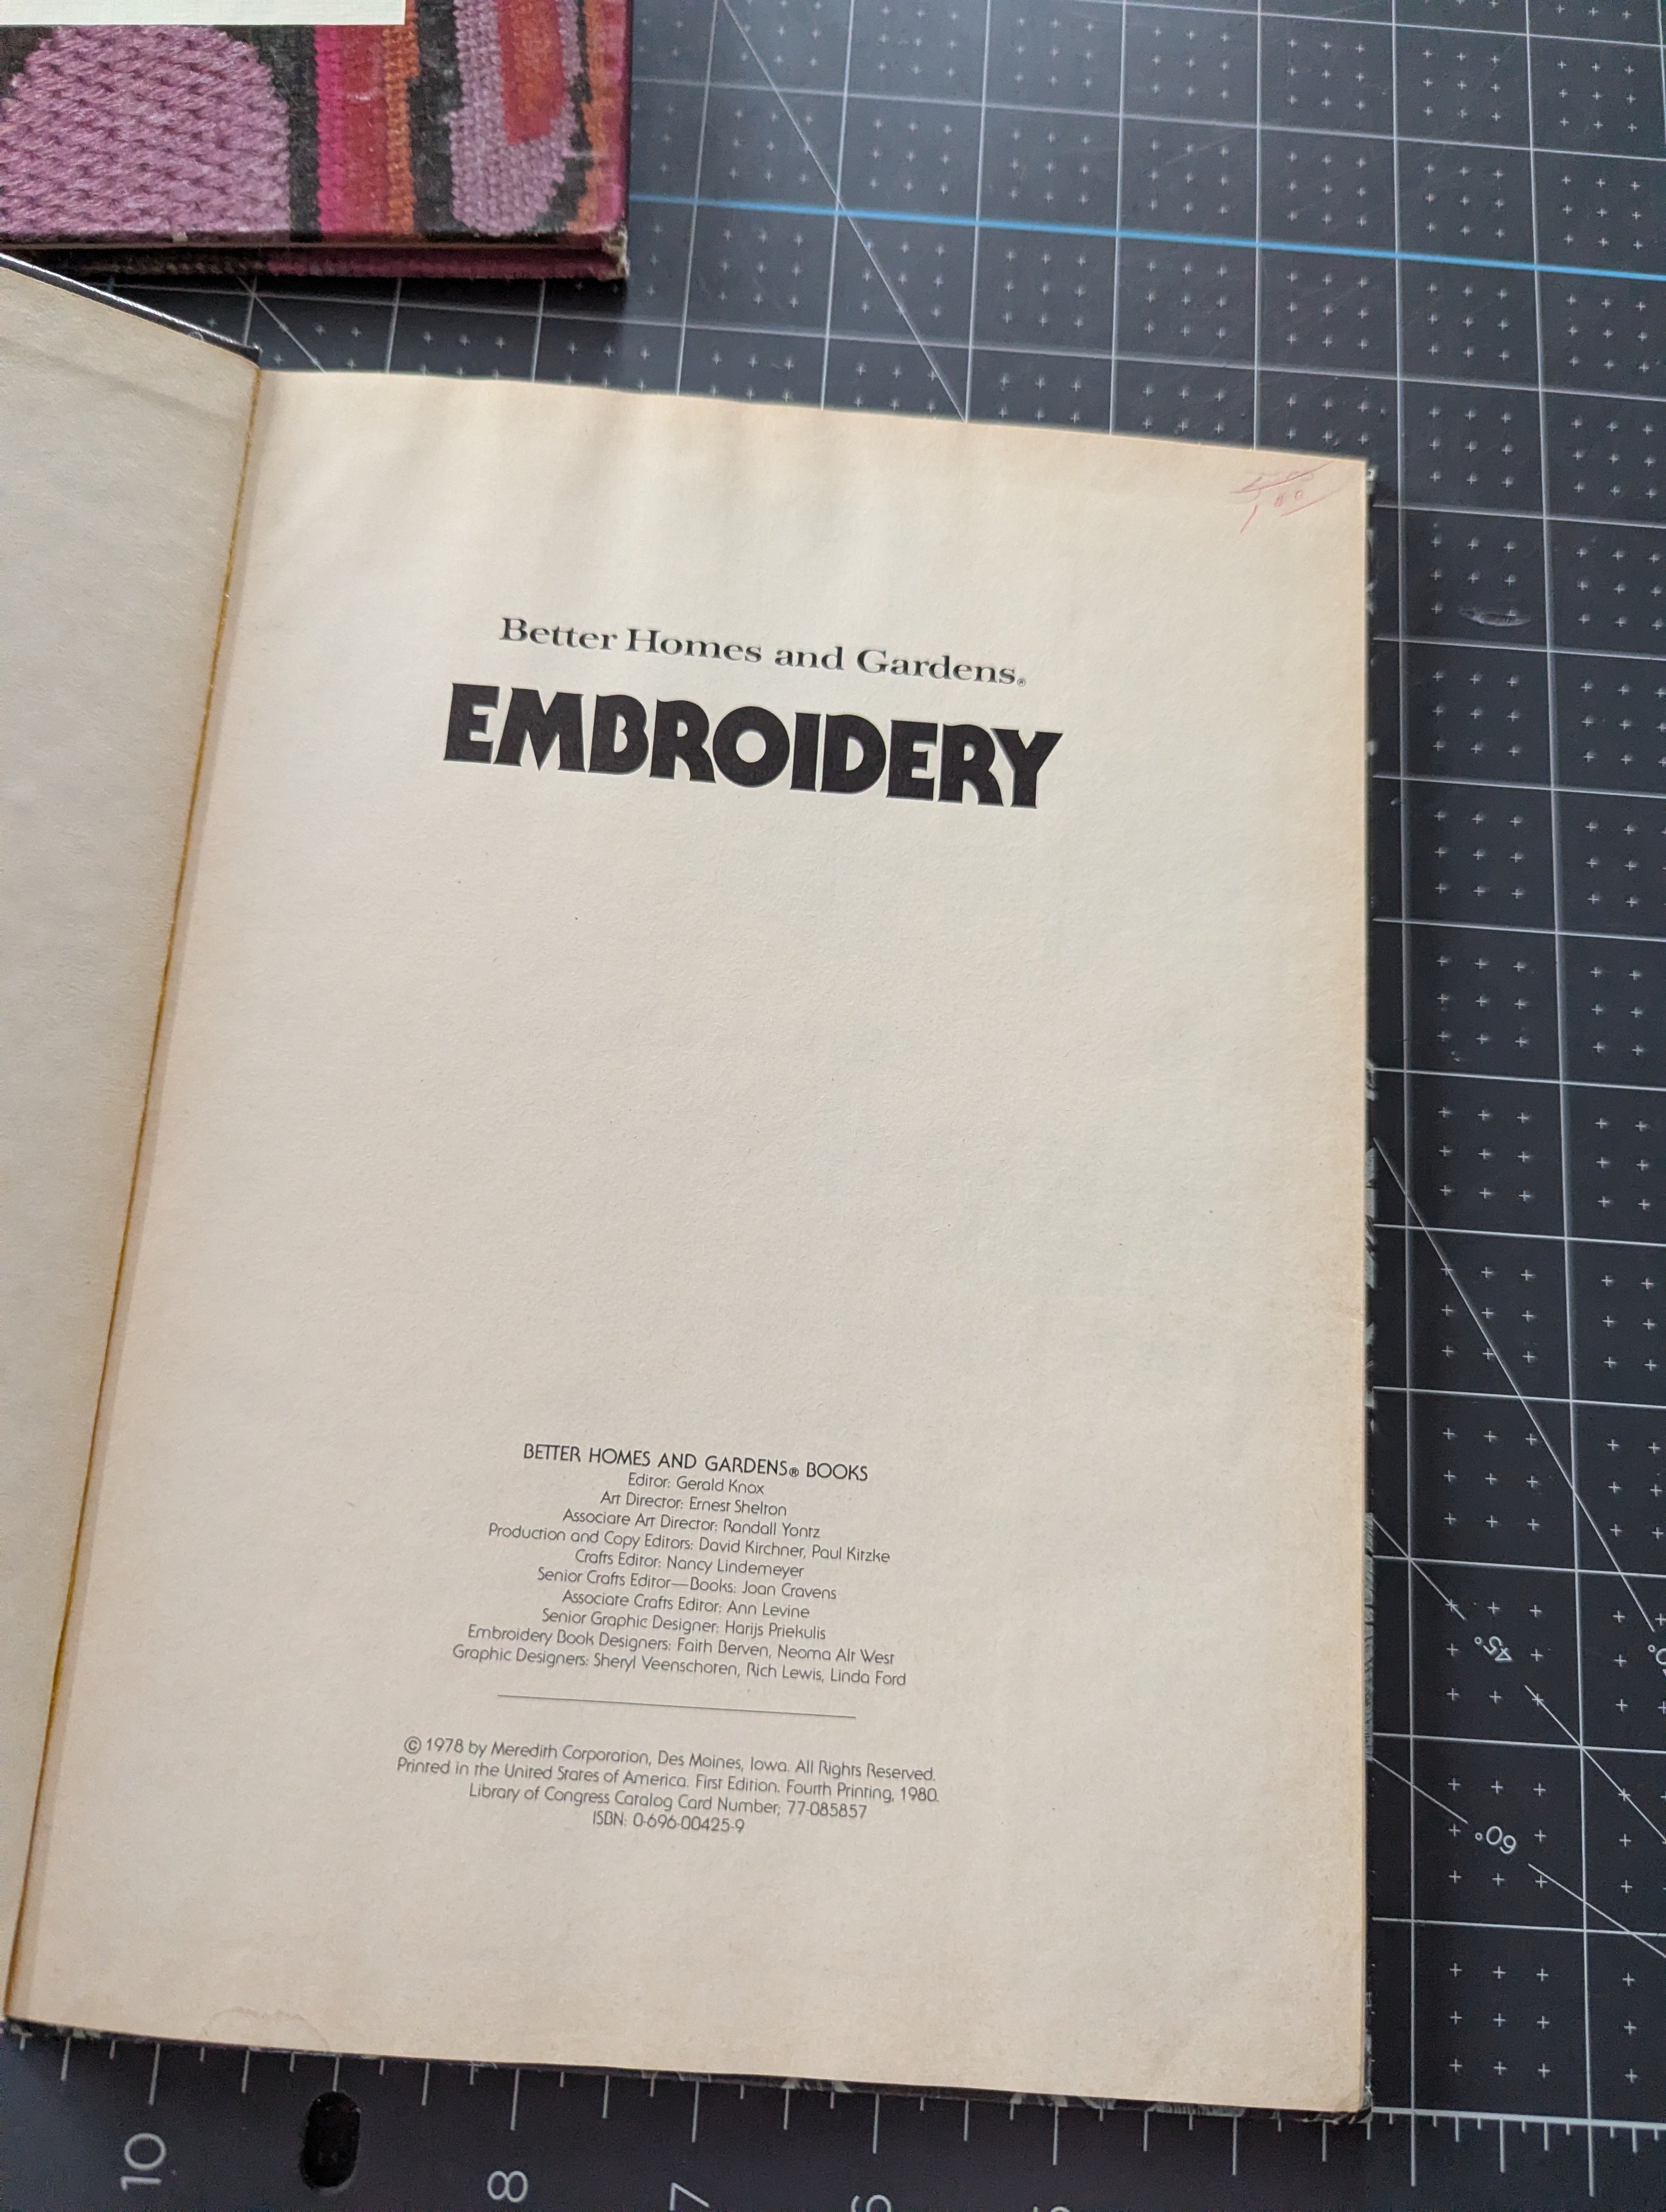 1.00
Better Homes and Gardens®
EMBROIDERY
BETTER HOMES AND GARDENS® BOOKS
Editor: Gerald Knox
Art Director: Ernest Shelton
Associate Art Director: Randall Yontz
Production and Copy Editors: David Kirchner, Paul Kitzke
Crafts Editor: Nancy Lindemeyer
Senior Crafts Editor—Books: Joan Cravens
Associate Crafts Editor: Ann Levine
Senior Graphic Designer: Harijs Priekulis
Embroidery Book Designers: Faith Berven, Neoma Alt West
Graphic Designers: Sheryl Veenschoten, Rich Lewis, Linda Ford
© 1978 by Meredith Corporation, Des Moines, Iowa. All Rights Reserved.
Printed in the United States of America. First Edition. Fourth Printing, 1980.
Library of Congress Catalog Card Number: 77-085857
ISBN: 0-696-00425-9
45°
60°
10
8
7
6